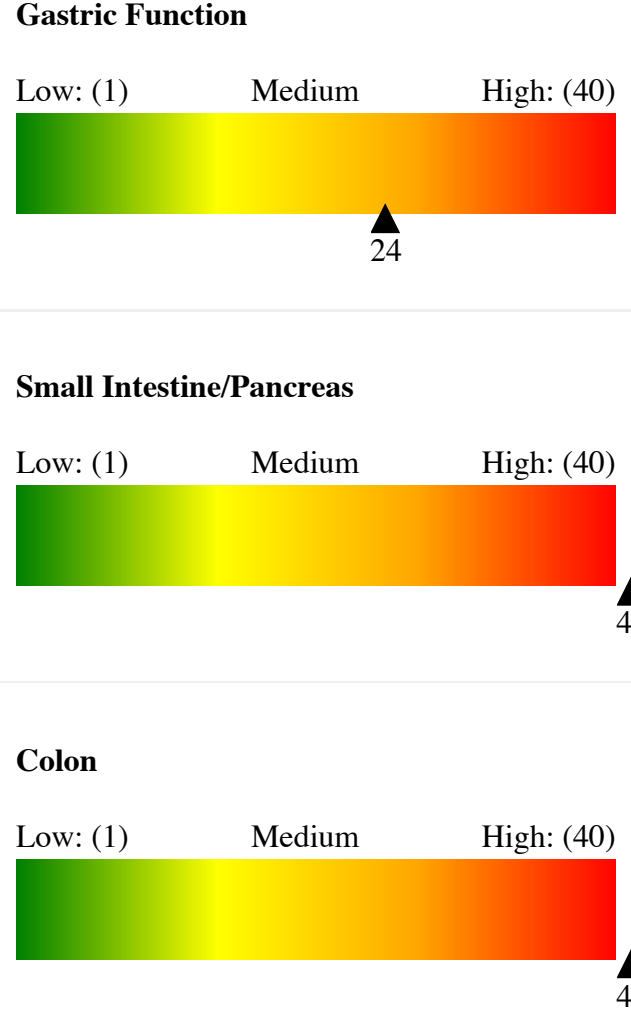 Gastric Function
Low: (1) Medium High: (40)
24
Small Intestine/Pancreas
Low: (1) Medium High: (40)
Colon
Low: (1) Medium High: (40)